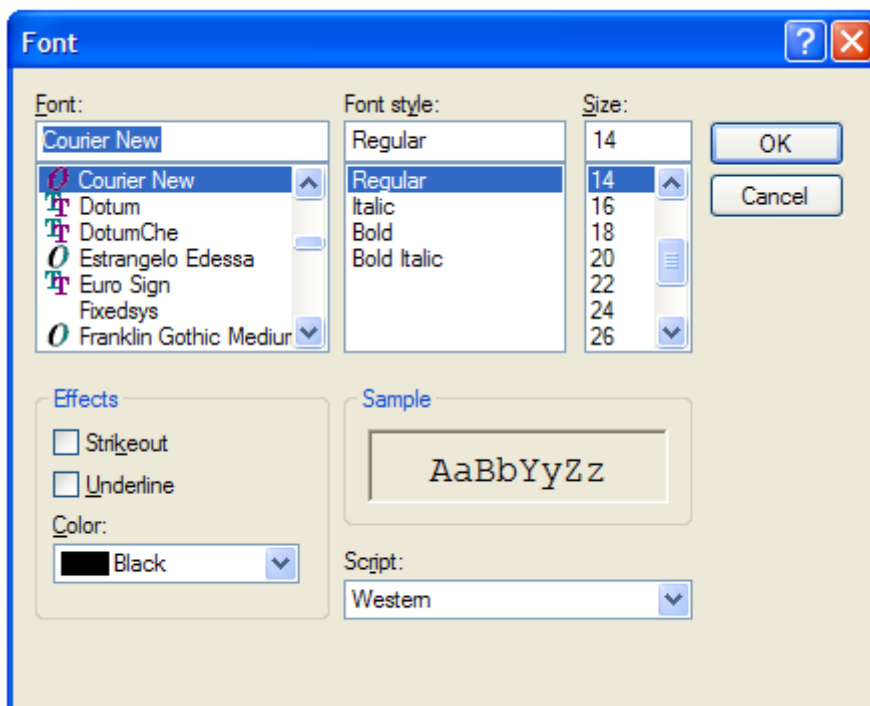 Font
Font: Font style: Size:
Courier New Regular 14 OK
Courier New Regular 14 Cancel
Dotum Italic 16
DotumChe Bold 18
Estrangelo Edessa Bold Italic 20
Euro Sign 22
Fixedsys 24
Franklin Gothic 26
Effects Sample
Strikeout
AaBbYyZz
Underline
Color:
Black
Script:
Western